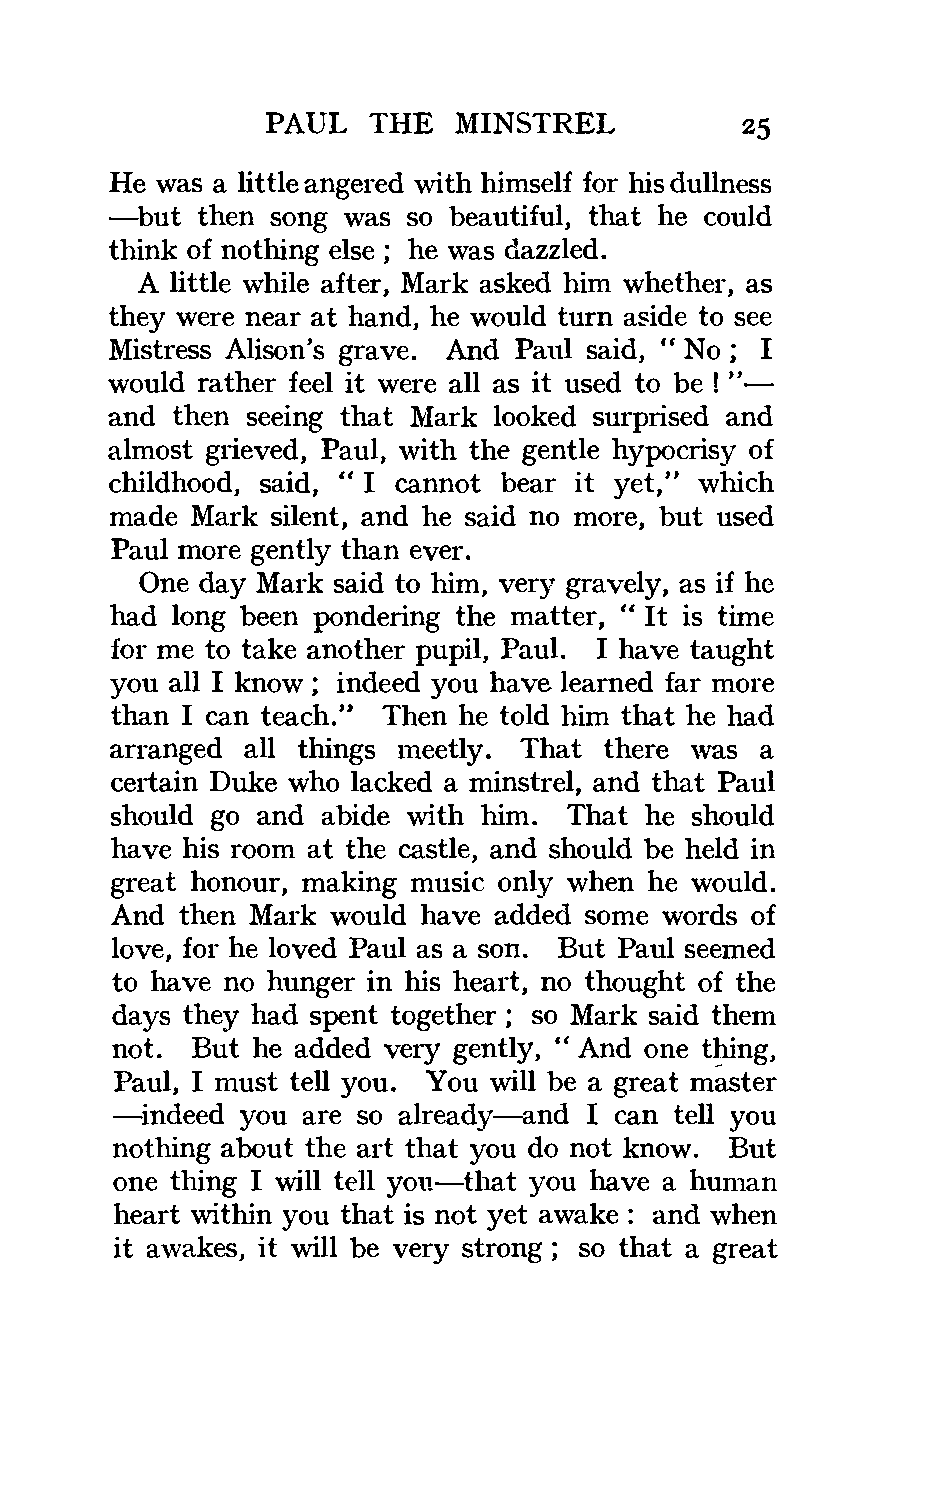 PAUL THE MINSTREL 25
He was a little angered with himself for his dullness
—but then song was so beautiful, that he could
think of nothing else ; he was dazzled.
A little while after, Mark asked him whether, as
they were near at hand, he would turn aside to see
Mistress Alison's grave. And Paul said, " No ; I
would rather feel it were all as it used to be ! "—
and then seeing that Mark looked surprised and
almost grieved, Paul, with the gentle hypocrisy of
childhood, said, " I cannot bear it yet," which
made Mark silent, and he said no more, but used
Paul more gently than ever.
One day Mark said to him, very gravely, as if he
had long been pondering the matter, " It is time
for me to take another pupil, Paul. I have taught
you all I know ; indeed you have learned far more
than I can teach." Then he told him that he had
arranged all things meetly. That there was a
certain Duke who lacked a minstrel, and that Paul
should go and abide with him. That he should
have his room at the castle, and should be held in
great honour, making music only when he would.
And then Mark would have added some words of
love, for he loved Paul as a son. But Paul seemed
to have no hunger in his heart, no thought of the
days they had spent together ; so Mark said them
not. But he added very gently, " And one thing,
Paul, I must tell you. You will be a great master
—indeed you are so already—and I can tell you
nothing about the art that you do not know. But
one thing I will tell you—that you have a human
heart within you that is not yet awake : and when
it awakes, it will be very strong ; so that a great